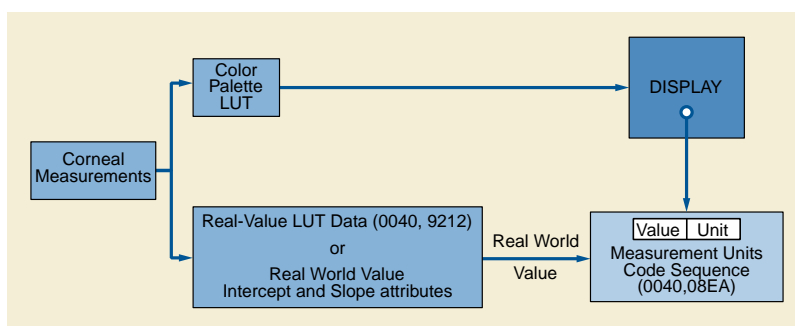 Color
Palette
LUT
DISPLAY
Corneal
Measurements
Real-Value LUT Data (0040, 9212)
or
Real World Value
Intercept and Slope attributes
Real World
Value
Value Unit
Measurement Units
Code Sequence
(0040,08EA)